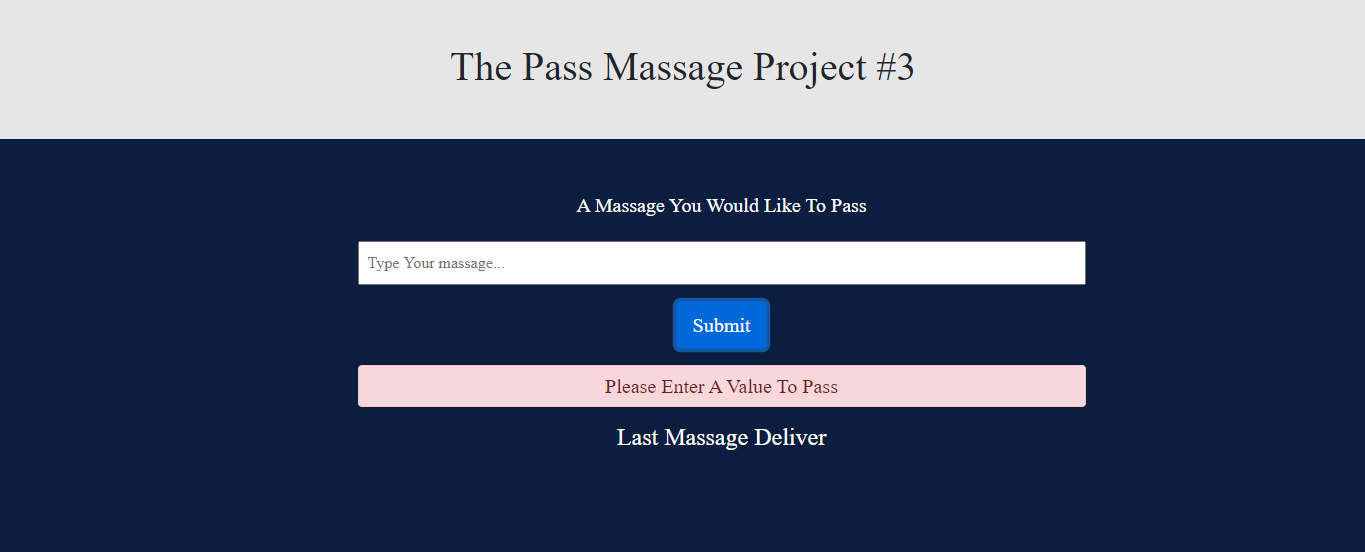 The Pass Massage Project #3
A Massage You Would Like To Pass
Type Your massage...
Submit
Please Enter A Value To Pass
Last Massage Deliver